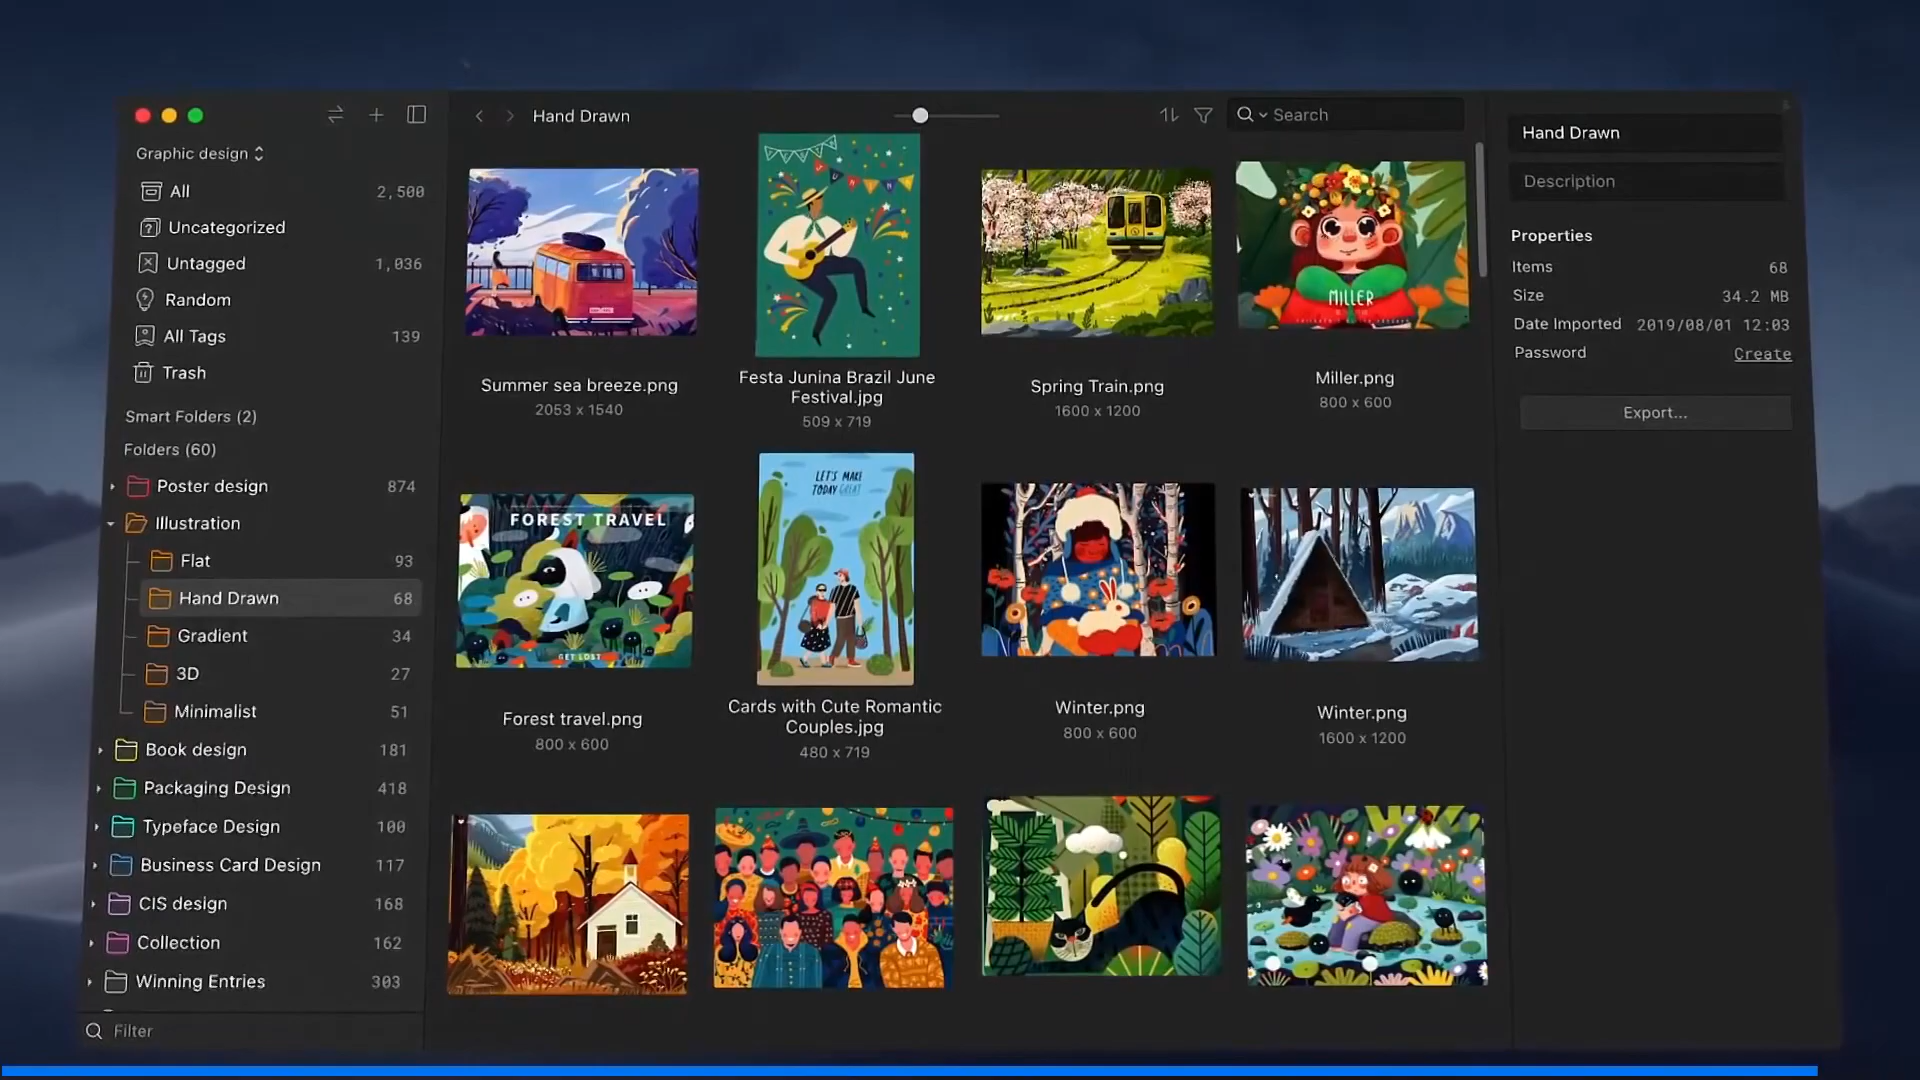 Hand Drawn
Search
Graphic design
All 2,500
Uncategorized
Untagged 1,036
Random
All Tags 139
Trash
Smart Folders (2)
Folders (60)
Poster design 874
Illustration
Flat 93
Hand Drawn 68
Gradient 34
3D 27
Minimalist 51
Book design 181
Packaging Design 418
Typeface Design 100
Business Card Design 117
CIS design 168
Collection 162
Winning Entries 303
Filter
MILLER
Summer sea breeze.png
2053 x 1540
Festa Junina Brazil June
Festival.jpg
509 x 719
Spring Train.png
1600 x 1200
Miller.png
800 x 600
FOREST TRAVEL
GET LOST
LET'S MAKE
TODAY GREAT
Forest travel.png
800 x 600
Cards with Cute Romantic
Couples.jpg
480 x 719
Winter.png
800 x 600
Winter.png
1600 x 1200
Hand Drawn
Description
Properties
Items 68
Size 34.2 MB
Date Imported 2019/08/01 12:03
Password Create
Export...